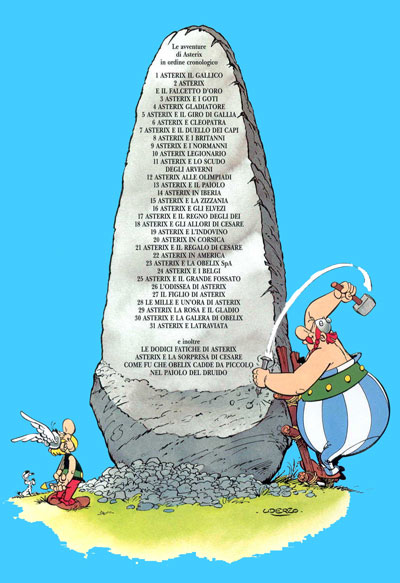 Le avventure
di Asterix
in ordine cronologico
1 ASTERIX IL GALLICO
2 ASTERIX
E IL FALCETTO D'ORO
3 ASTERIX E I GOTI
4 ASTERIX GLADIATORE
5 ASTERIX E IL GIRO DI GALLIA
6 ASTERIX E CLEOPATRA
7 ASTERIX E IL DUELLO DEI CAPI
8 ASTERIX E I BRITANNI
9 ASTERIX E I NORMANNI
10 ASTERIX LEGIONARIO
11 ASTERIX E LO SCUDO
DEGLI ARVERNI
12 ASTERIX ALLE OLIMPIADI
13 ASTERIX E IL PAIOLO
14 ASTERIX IN IBERIA
15 ASTERIX E LA ZIZZANIA
16 ASTERIX E GLI ELVEZI
17 ASTERIX E IL REGNO DEGLI DEI
18 ASTERIX E GLI ALLORI DI CESARE
19 ASTERIX E L'INDOVINO
20 ASTERIX IN CORSICA
21 ASTERIX E IL REGALO DI CESARE
22 ASTERIX IN AMERICA
23 ASTERIX E LA OBELIX SpA
24 ASTERIX E I BELGI
25 ASTERIX E IL GRANDE FOSSATO
26 L'ODISSEA DI ASTERIX
27 IL FIGLIO DI ASTERIX
28 LE MILLE E UN'ORA DI ASTERIX
29 ASTERIX LA ROSA E IL GLADIO
30 ASTERIX E LA GALERA DI OBELIX
31 ASTERIX E LATRAVIATA
e inoltre
LE DODICI FATICHE DI ASTERIX
ASTERIX E LA SORPRESA DI CESARE
COME FU CHE OBELIX CADDE DA PICCOLO
NEL PAIOLO DEL DRUIDO
UDERZO